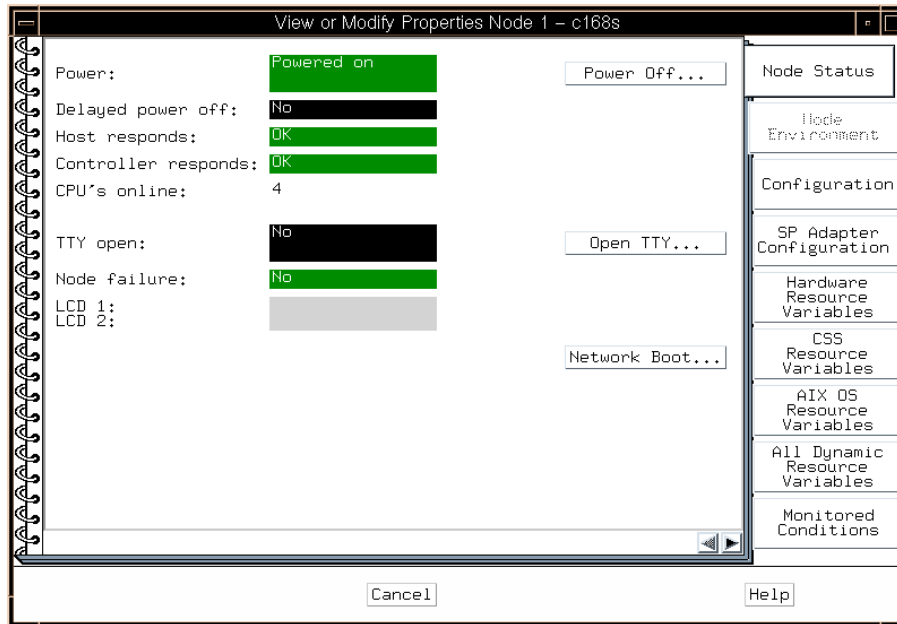 View or Modify Properties Node 1 – c168s
Power:
Powered on
Power Off...
Delayed power off:
No
Host responds:
OK
Controller responds:
OK
CPU's online:
4
TTY open:
No
Open TTY...
Node failure:
No
LCD 1:
LCD 2:
Network Boot...
Node Status
Node
Environment
Configuration
SP Adapter
Configuration
Hardware
Resource
Variables
CSS
Resource
Variables
AIX OS
Resource
Variables
All Dynamic
Resource
Variables
Monitored
Conditions
Cancel
Help